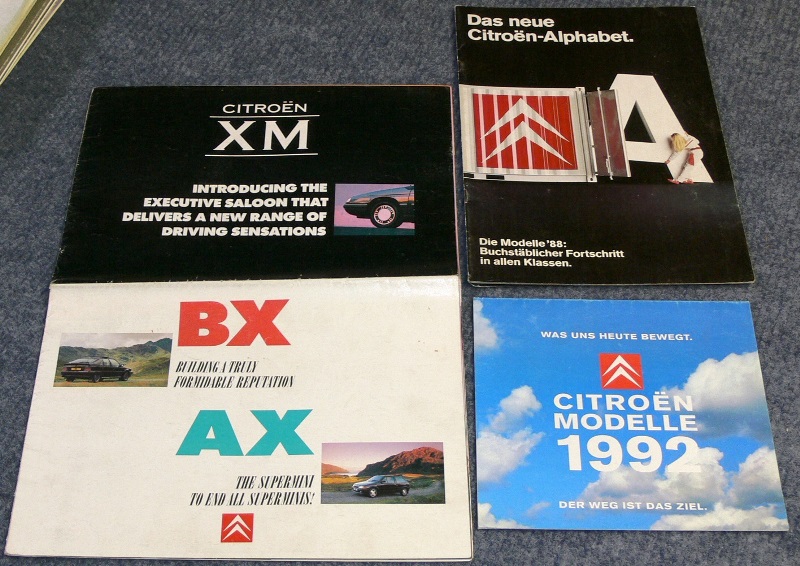 CITROËN
XM
INTRODUCING THE
EXECUTIVE SALOON THAT
DELIVERS A NEW RANGE OF
DRIVING SENSATIONS
BX
BUILDING A TRULY
FORMIDABLE REPUTATION
AX
THE SUPERMINI
TO END ALL SUPERMINIS!
Das neue
Citroën-Alphabet.
A
Die Modelle '88:
Buchstäblicher Fortschritt
in allen Klassen.
WAS UNS HEUTE BEWEGT.
CITROËN
MODELLE
1992
DER WEG IST DAS ZIEL.